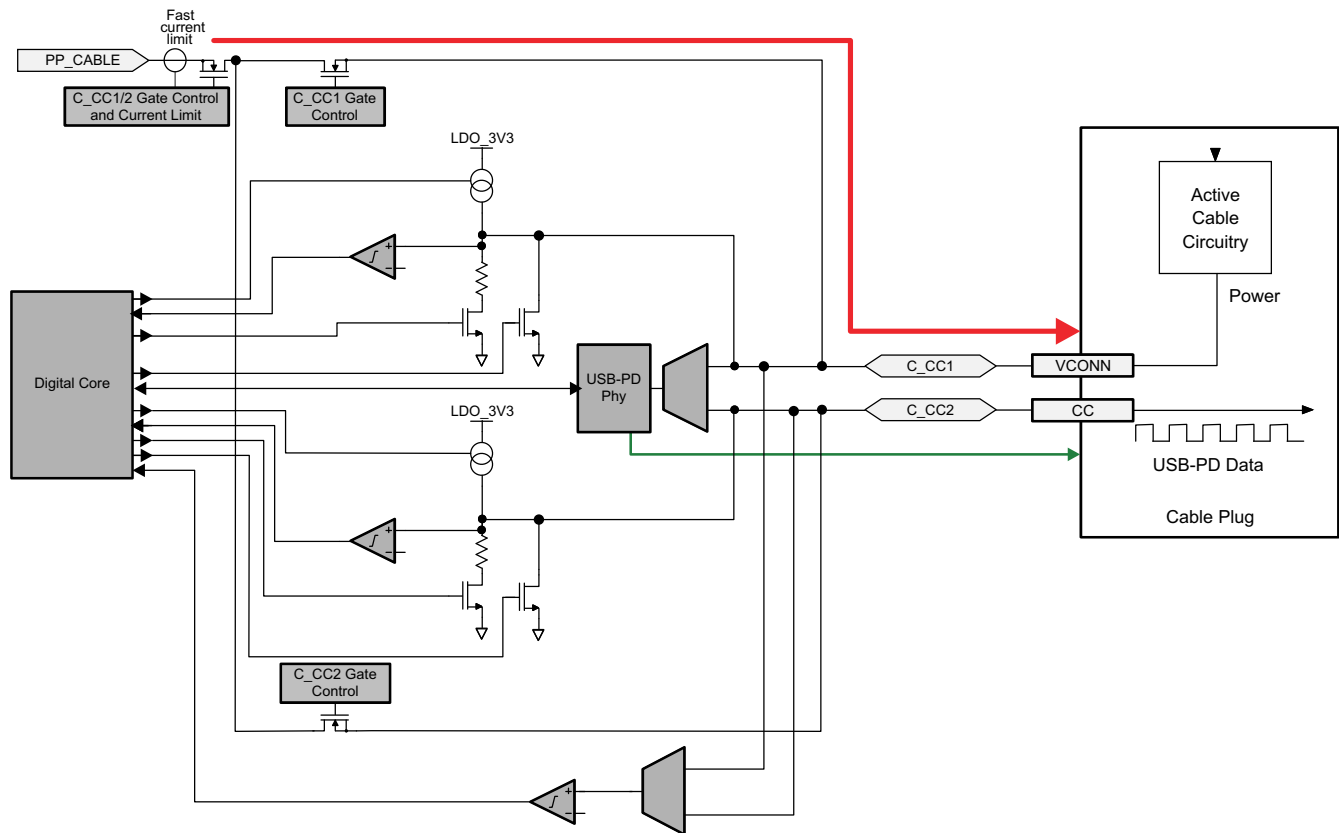 Fast
current
limit
PP_CABLE
C_CC1/2 Gate Control
and Current Limit
C_CC1 Gate
Control
LDO_3V3
+
−
Active
Cable
Circuitry
Power
Digital Core
USB-PD
Phy
C_CC1
VCONN
C_CC2
CC
LDO_3V3
USB-PD Data
Cable Plug
+
−
C_CC2 Gate
Control
+
−